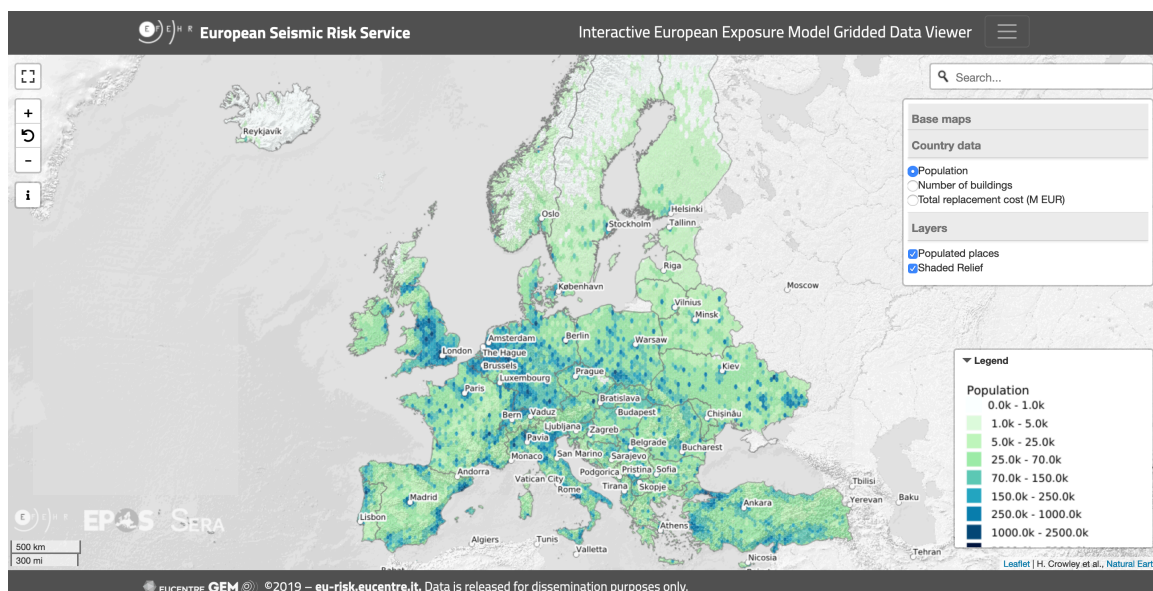 EFEHR European Seismic Risk Service
Interactive European Exposure Model Gridded Data Viewer
Search...
+
-
i
Base maps
Country data
Population
Number of buildings
Total replacement cost (M EUR)
Layers
Populated places
Shaded Relief
Reykjavík
Oslo
Helsinki
Stockholm
Tallinn
Riga
København
Moscow
Vilnius
Minsk
Amsterdam
Berlin
Warsaw
London
The Hague
Brussels
Kiev
Luxembourg
Prague
Paris
Bratislava
Bern
Vaduz
Budapest
Chișinău
Ljubljana
Zagreb
Pavia
Belgrade
Bucharest
Monaco
San Marino
Sarajevo
Andorra
Podgorica
Pristina
Sofia
Vatican City
Rome
Tirana
Skopje
Madrid
Ankara
Tbilisi
Yerevan
Baku
Lisbon
Athens
Algiers
Tunis
Valletta
Nicosia
Tehran
Legend
Population
0.0k - 1.0k
1.0k - 5.0k
5.0k - 25.0k
25.0k - 70.0k
70.0k - 150.0k
150.0k - 250.0k
250.0k - 1000.0k
1000.0k - 2500.0k
E EPOS SERA
500 km
300 mi
Leaflet | H. Crowley et al., Natural Eart
EUCENTRE GEM ©2019 – eu-risk.eucentre.it. Data is released for dissemination purposes only.